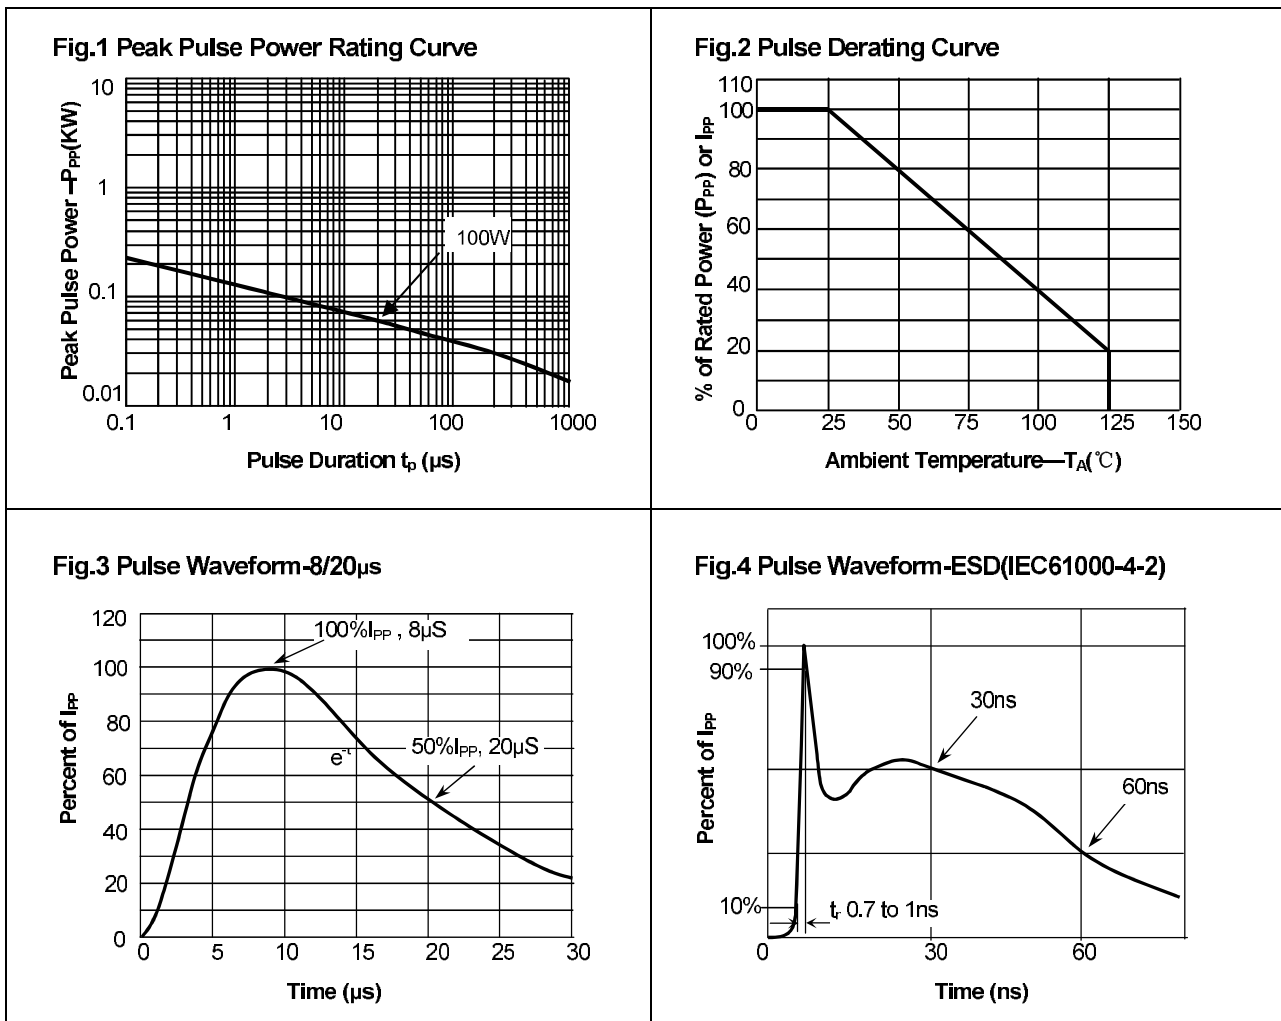 Fig.1 Peak Pulse Power Rating Curve
Peak Pulse Power –PPP(KW)
10
1
0.1
0.01
100W
0.1 1 10 100 1000
Pulse Duration tp (μs)
Fig.2 Pulse Derating Curve
% of Rated Power (PPP) or IPP
110
100
80
60
40
20
0
0 25 50 75 100 125 150
Ambient Temperature—TA(℃)
Fig.3 Pulse Waveform-8/20μs
Percent of IPP
120
100
80
60
40
20
0
100%IPP , 8μS
e-t
50%IPP, 20μS
0 5 10 15 20 25 30
Time (μs)
Fig.4 Pulse Waveform-ESD(IEC61000-4-2)
Percent of IPP
100%
90%
10%
30ns
60ns
tr 0.7 to 1ns
0 30 60
Time (ns)